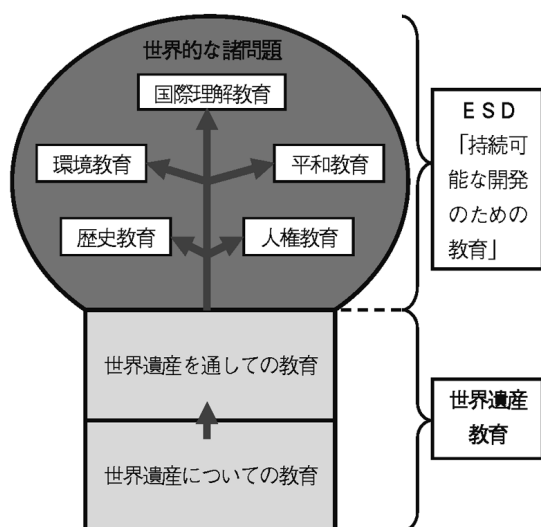 世界的な諸問題
国際理解教育
環境教育
平和教育
歴史教育
人権教育
世界遺産を通しての教育
世界遺産についての教育
ESD
「持続可
能な開発
のための
教育」
世界遺産
教育